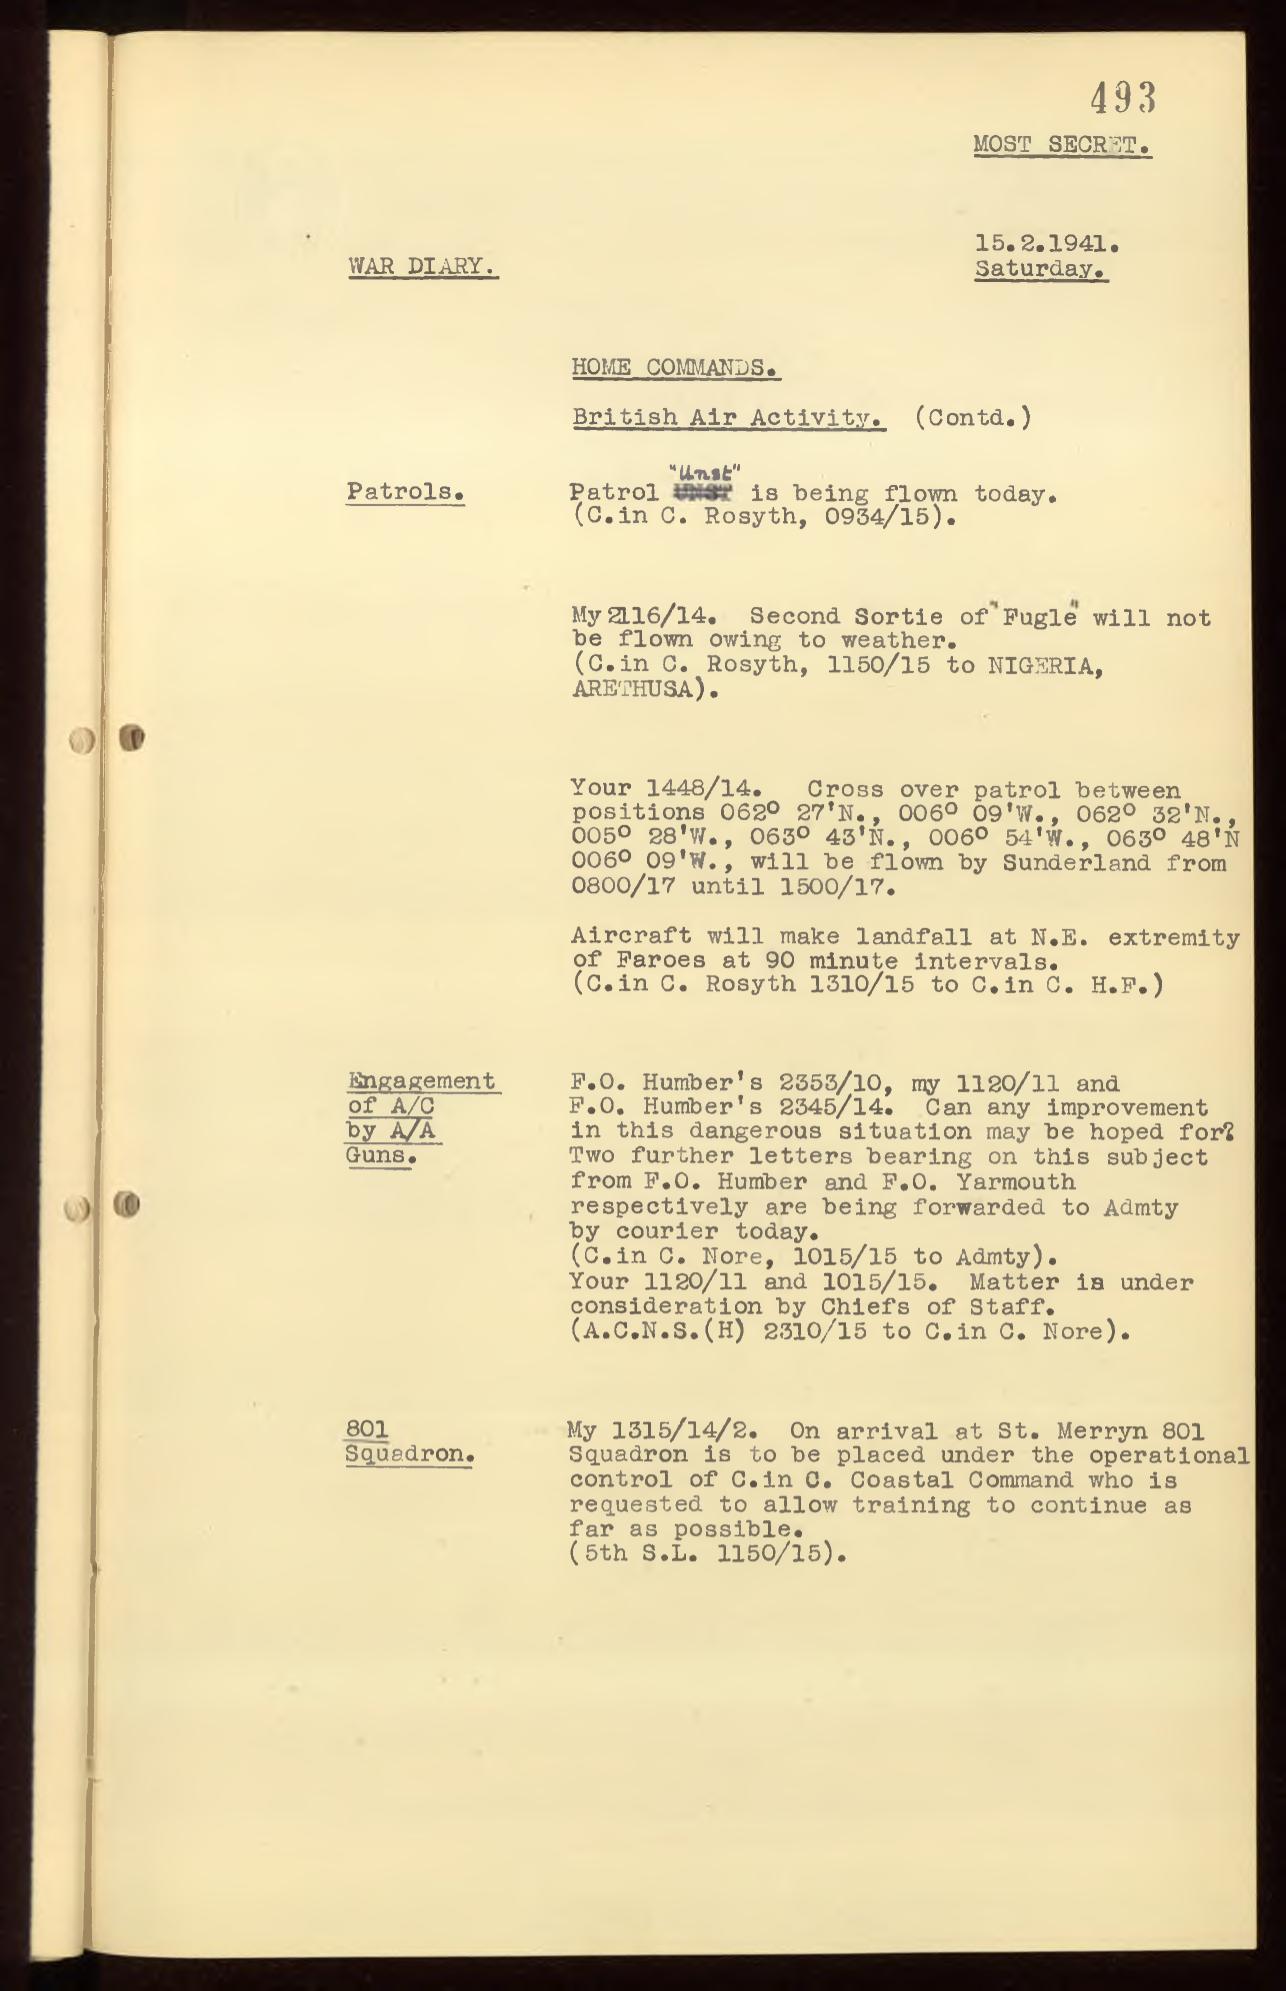 493
MOST SECRET.
15.2.1941.
Saturday.
WAR DIARY.
HOME COMMANDS.
British Air Activity. (Contd.)
Patrols.
"Unst"
Patrol UNST is being flown today.
(C.in C. Rosyth, 0934/15).
My 2116/14. Second Sortie of "Fugle" will not
be flown owing to weather.
(C.in C. Rosyth, 1150/15 to NIGERIA,
ARETHUSA).
Your 1448/14. Cross over patrol between
positions 062° 27'N., 006° 09'W., 062° 32'N.,
005° 28'W., 063° 43'N., 006° 54'W., 063° 48'N
006° 09'W., will be flown by Sunderland from
0800/17 until 1500/17.
Aircraft will make landfall at N.E. extremity
of Faroes at 90 minute intervals.
(C.in C. Rosyth 1310/15 to C.in C. H.F.)
Engagement
of A/C
by A/A
Guns.
F.O. Humber's 2353/10, my 1120/11 and
F.O. Humber's 2345/14. Can any improvement
in this dangerous situation may be hoped for?
Two further letters bearing on this subject
from F.O. Humber and F.O. Yarmouth
respectively are being forwarded to Admty
by courier today.
(C.in C. Nore, 1015/15 to Admty).
Your 1120/11 and 1015/15. Matter is under
consideration by Chiefs of Staff.
(A.C.N.S.(H) 2310/15 to C.in C. Nore).
801
Squadron.
My 1315/14/2. On arrival at St. Merryn 801
Squadron is to be placed under the operational
control of C.in C. Coastal Command who is
requested to allow training to continue as
far as possible.
(5th S.L. 1150/15).